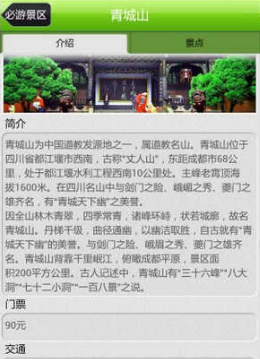 必游景区
青城山
介绍
景点
简介
青城山为中国道教发源地之一，属道教名山。青城山位于
四川省都江堰市西南，古称"丈人山"，东距成都市68公
里，处于都江堰水利工程西南10公里处。主峰老霄顶海
拔1600米。在四川名山中与剑门之险、峨嵋之秀、夔门之
雄齐名，有"青城天下幽"之美誉。
因全山林木青翠，四季常青，诸峰环峙，状若城廓，故名
青城山。丹梯千级，曲径通幽，以幽洁取胜，自古就有"青
城天下幽"的美誉。与剑门之险、峨眉之秀、夔门之雄齐
名。青城山背靠千里岷江，俯瞰成都平原，景区面
积200平方公里。古人记述中，青城山有"三十六峰""八大
洞""七十二小洞""一百八景"之说。
门票
90元
交通